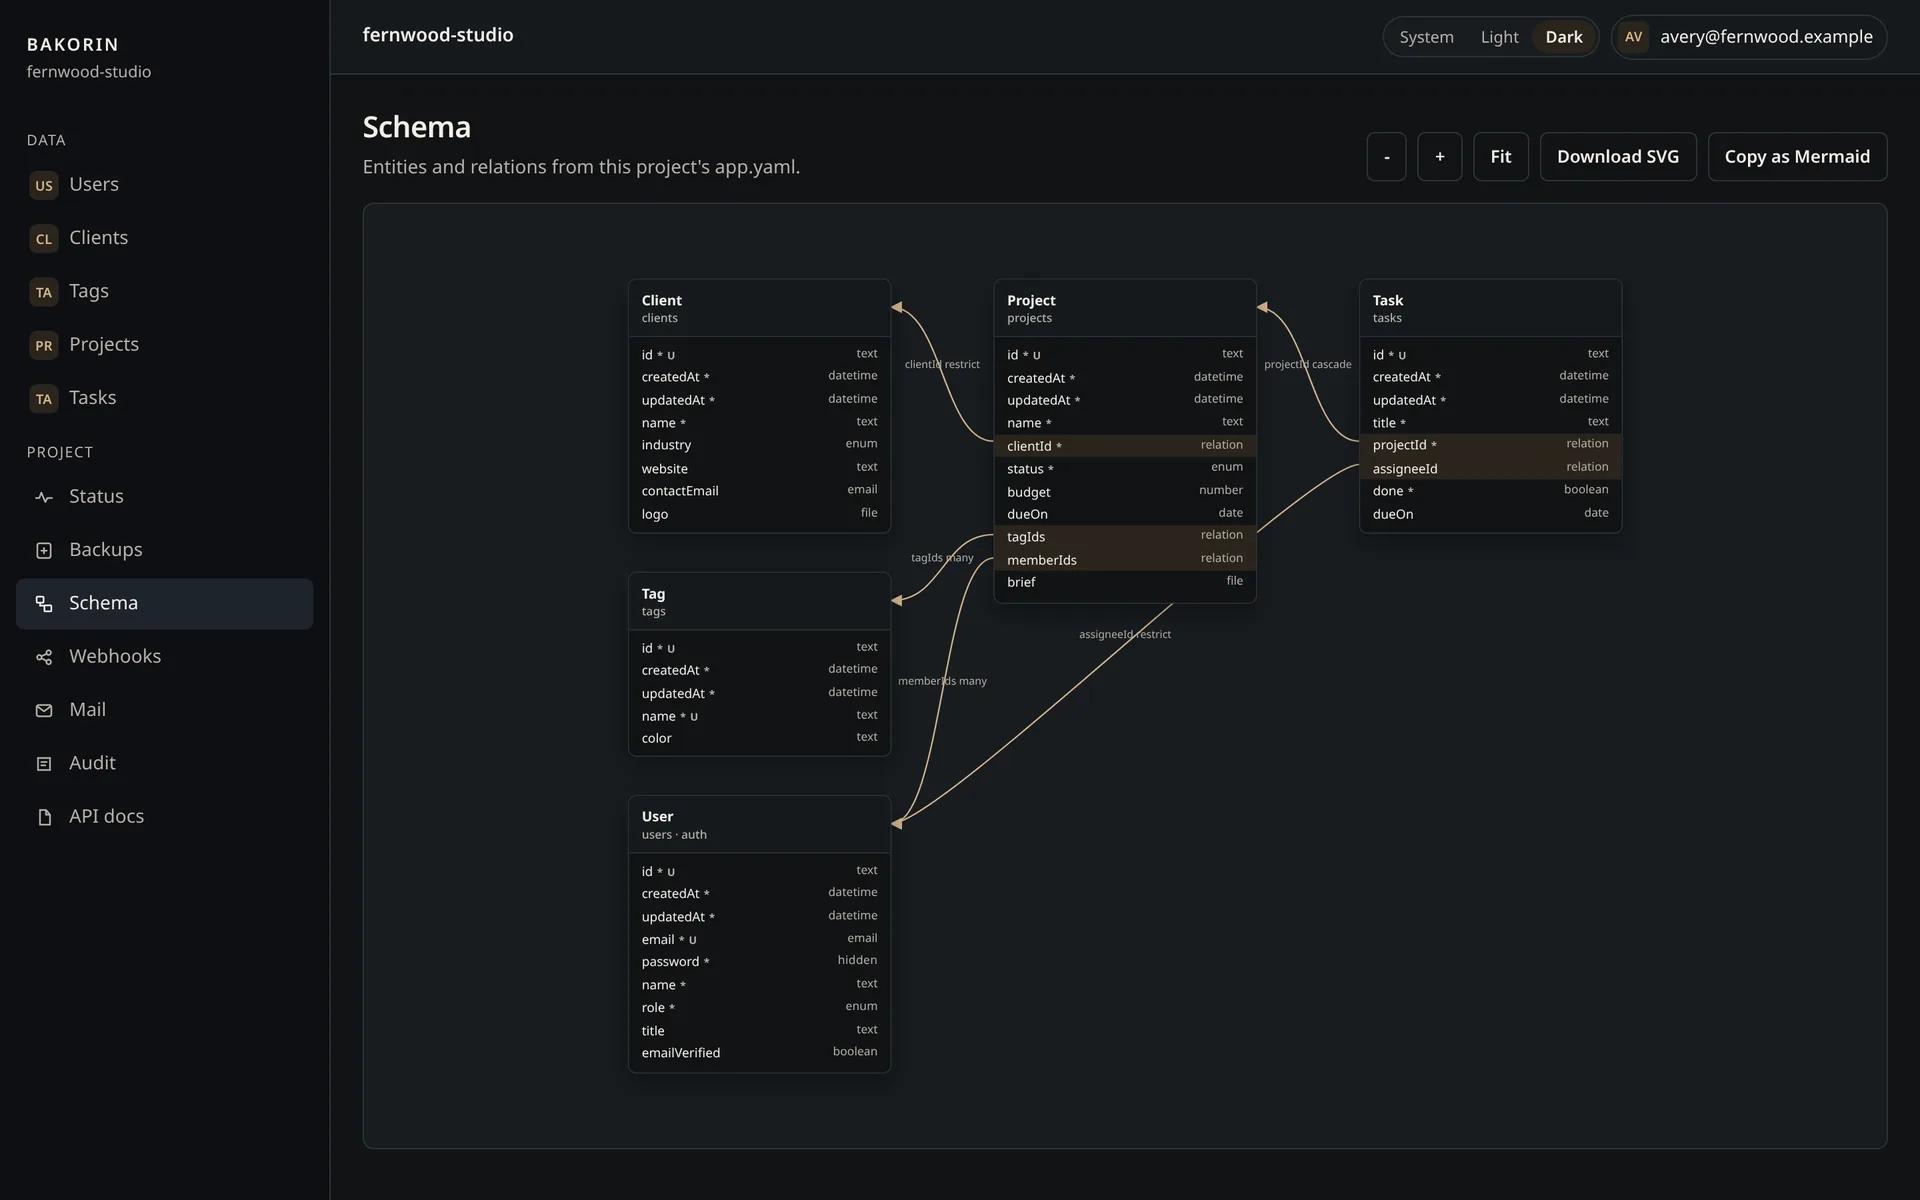 BAKORIN
fernwood-studio
DATA
US Users
CL Clients
TA Tags
PR Projects
TA Tasks
PROJECT
Status
Backups
Schema
Webhooks
Mail
Audit
API docs
fernwood-studio
System Light Dark
AV avery@fernwood.example
Schema
Entities and relations from this project's app.yaml.
- + Fit Download SVG Copy as Mermaid
Client
clients
id * U text
createdAt * datetime
updatedAt * datetime
name * text
industry enum
website text
contactEmail email
logo file
clientId restrict
Project
projects
id * U text
createdAt * datetime
updatedAt * datetime
name * text
clientId * relation
status * enum
budget number
dueOn date
tagIds relation
memberIds relation
brief file
projectId cascade
Task
tasks
id * U text
createdAt * datetime
updatedAt * datetime
title * text
projectId * relation
assigneeId relation
done * boolean
dueOn date
tagIds many
Tag
tags
id * U text
createdAt * datetime
updatedAt * datetime
name * U text
color text
memberIds many
assigneeId restrict
User
users · auth
id * U text
createdAt * datetime
updatedAt * datetime
email * U email
password * hidden
name * text
role * enum
title text
emailVerified boolean